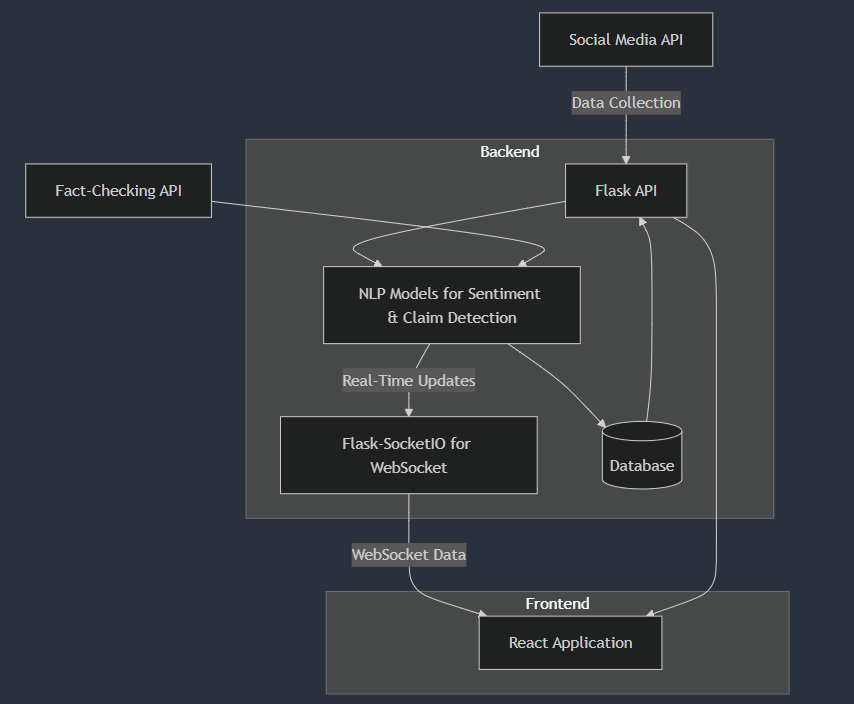 Social Media API
Data Collection
Backend
Fact-Checking API
Flask API
NLP Models for Sentiment
& Claim Detection
Real-Time Updates
Flask-SocketIO for
WebSocket
Database
WebSocket Data
Frontend
React Application